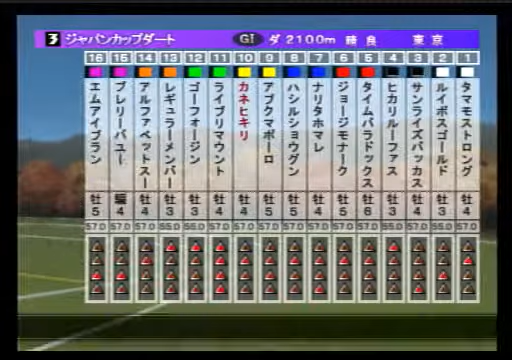 3 ジャパンカップダート GI ダ 2100m 良 東京
16 15 14 13 12 11 10 9 8 7 6 5 4 3 2 1
エムアイブラン 牡5 57.0
プレリーバユー 騸4 57.0
アルファベットスー 牡4 57.0
レギュラーメンバー 牡3 55.0
ゴーフォージン 牡3 55.0
ライブリマウント 牡4 57.0
カネヒキリ 牡4 57.0
アブクマポーロ 牡5 57.0
ハシルショウグン 牡5 57.0
ナリタホマレ 牡4 57.0
ジョージモナーク 牡5 57.0
タイムパラドックス 牡6 57.0
ヒカリルーファス 牡3 55.0
サンライズバッカス 牡4 57.0
ルイボスゴールド 牡3 55.0
タマモストロング 牡4 57.0